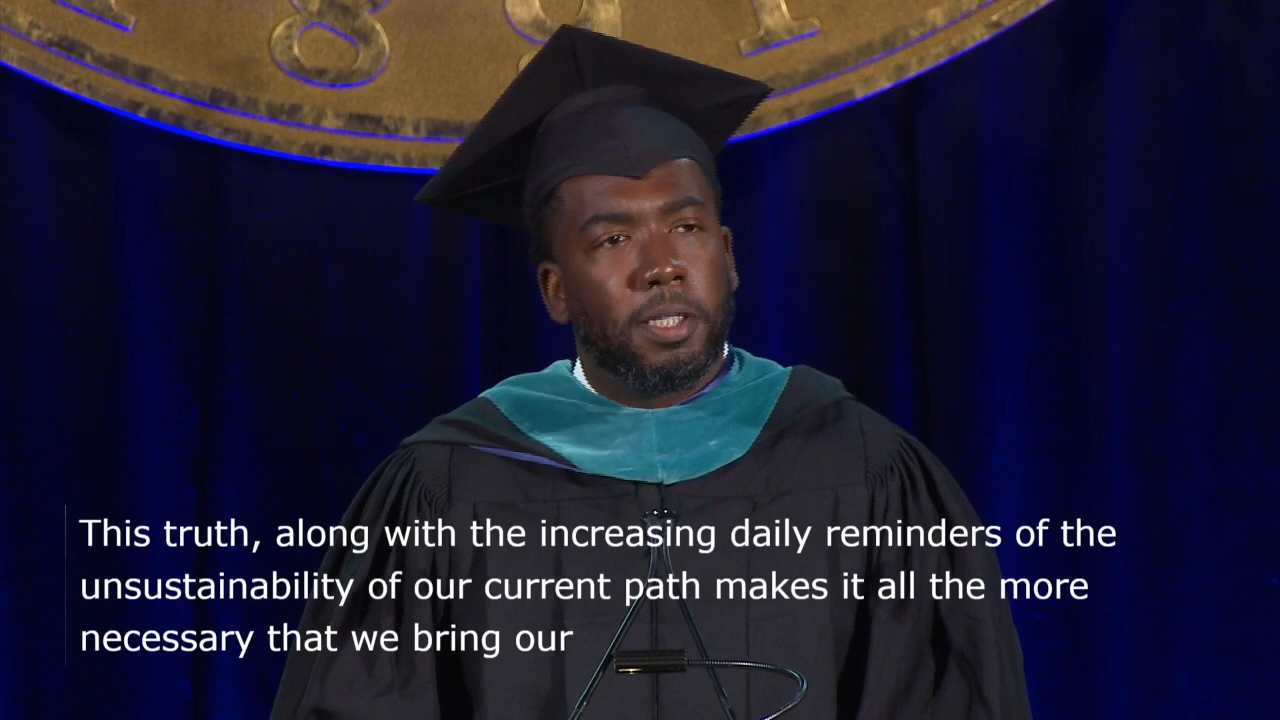 1891
This truth, along with the increasing daily reminders of the
unsustainability of our current path makes it all the more
necessary that we bring our